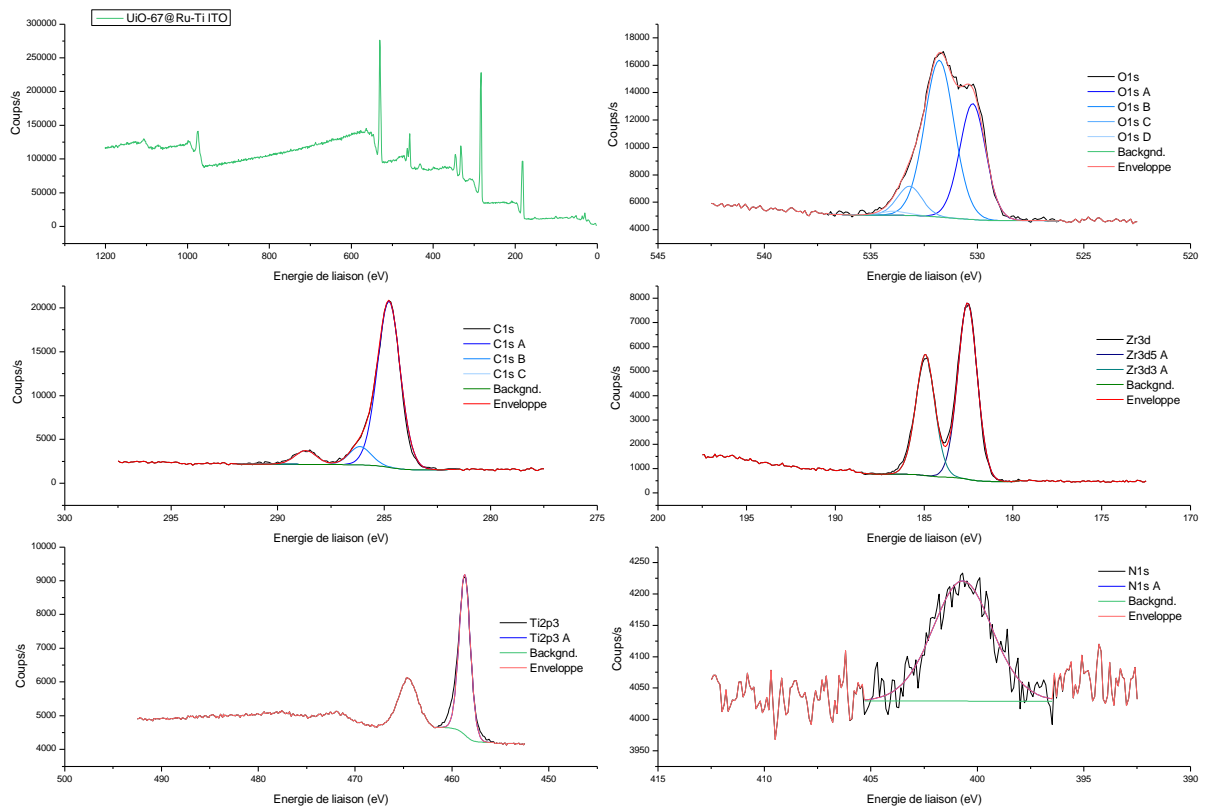 UiO-67@Ru-Ti ITO
300000
250000
200000
150000
100000
50000
0
Coups/s
1200
1000
800
600
400
200
0
Energie de liaison (eV)
18000
16000
14000
12000
10000
8000
6000
4000
Coups/s
O1s
O1s A
O1s B
O1s C
O1s D
Backgnd.
Enveloppe
545
540
535
530
525
520
Energie de liaison (eV)
20000
15000
10000
5000
0
Coups/s
C1s
C1s A
C1s B
C1s C
Backgnd.
Enveloppe
300
295
290
285
280
275
Energie de liaison (eV)
8000
7000
6000
5000
4000
3000
2000
1000
0
Coups/s
Zr3d
Zr3d5 A
Zr3d3 A
Backgnd.
Enveloppe
200
195
190
185
180
175
170
Energie de liaison (eV)
10000
9000
8000
7000
6000
5000
4000
Coups/s
Ti2p3
Ti2p3 A
Backgnd.
Enveloppe
500
490
480
470
460
450
Energie de liaison (eV)
4250
4200
4150
4100
4050
4000
3950
Coups/s
N1s
N1s A
Backgnd.
Enveloppe
415
410
405
400
395
390
Energie de liaison (eV)